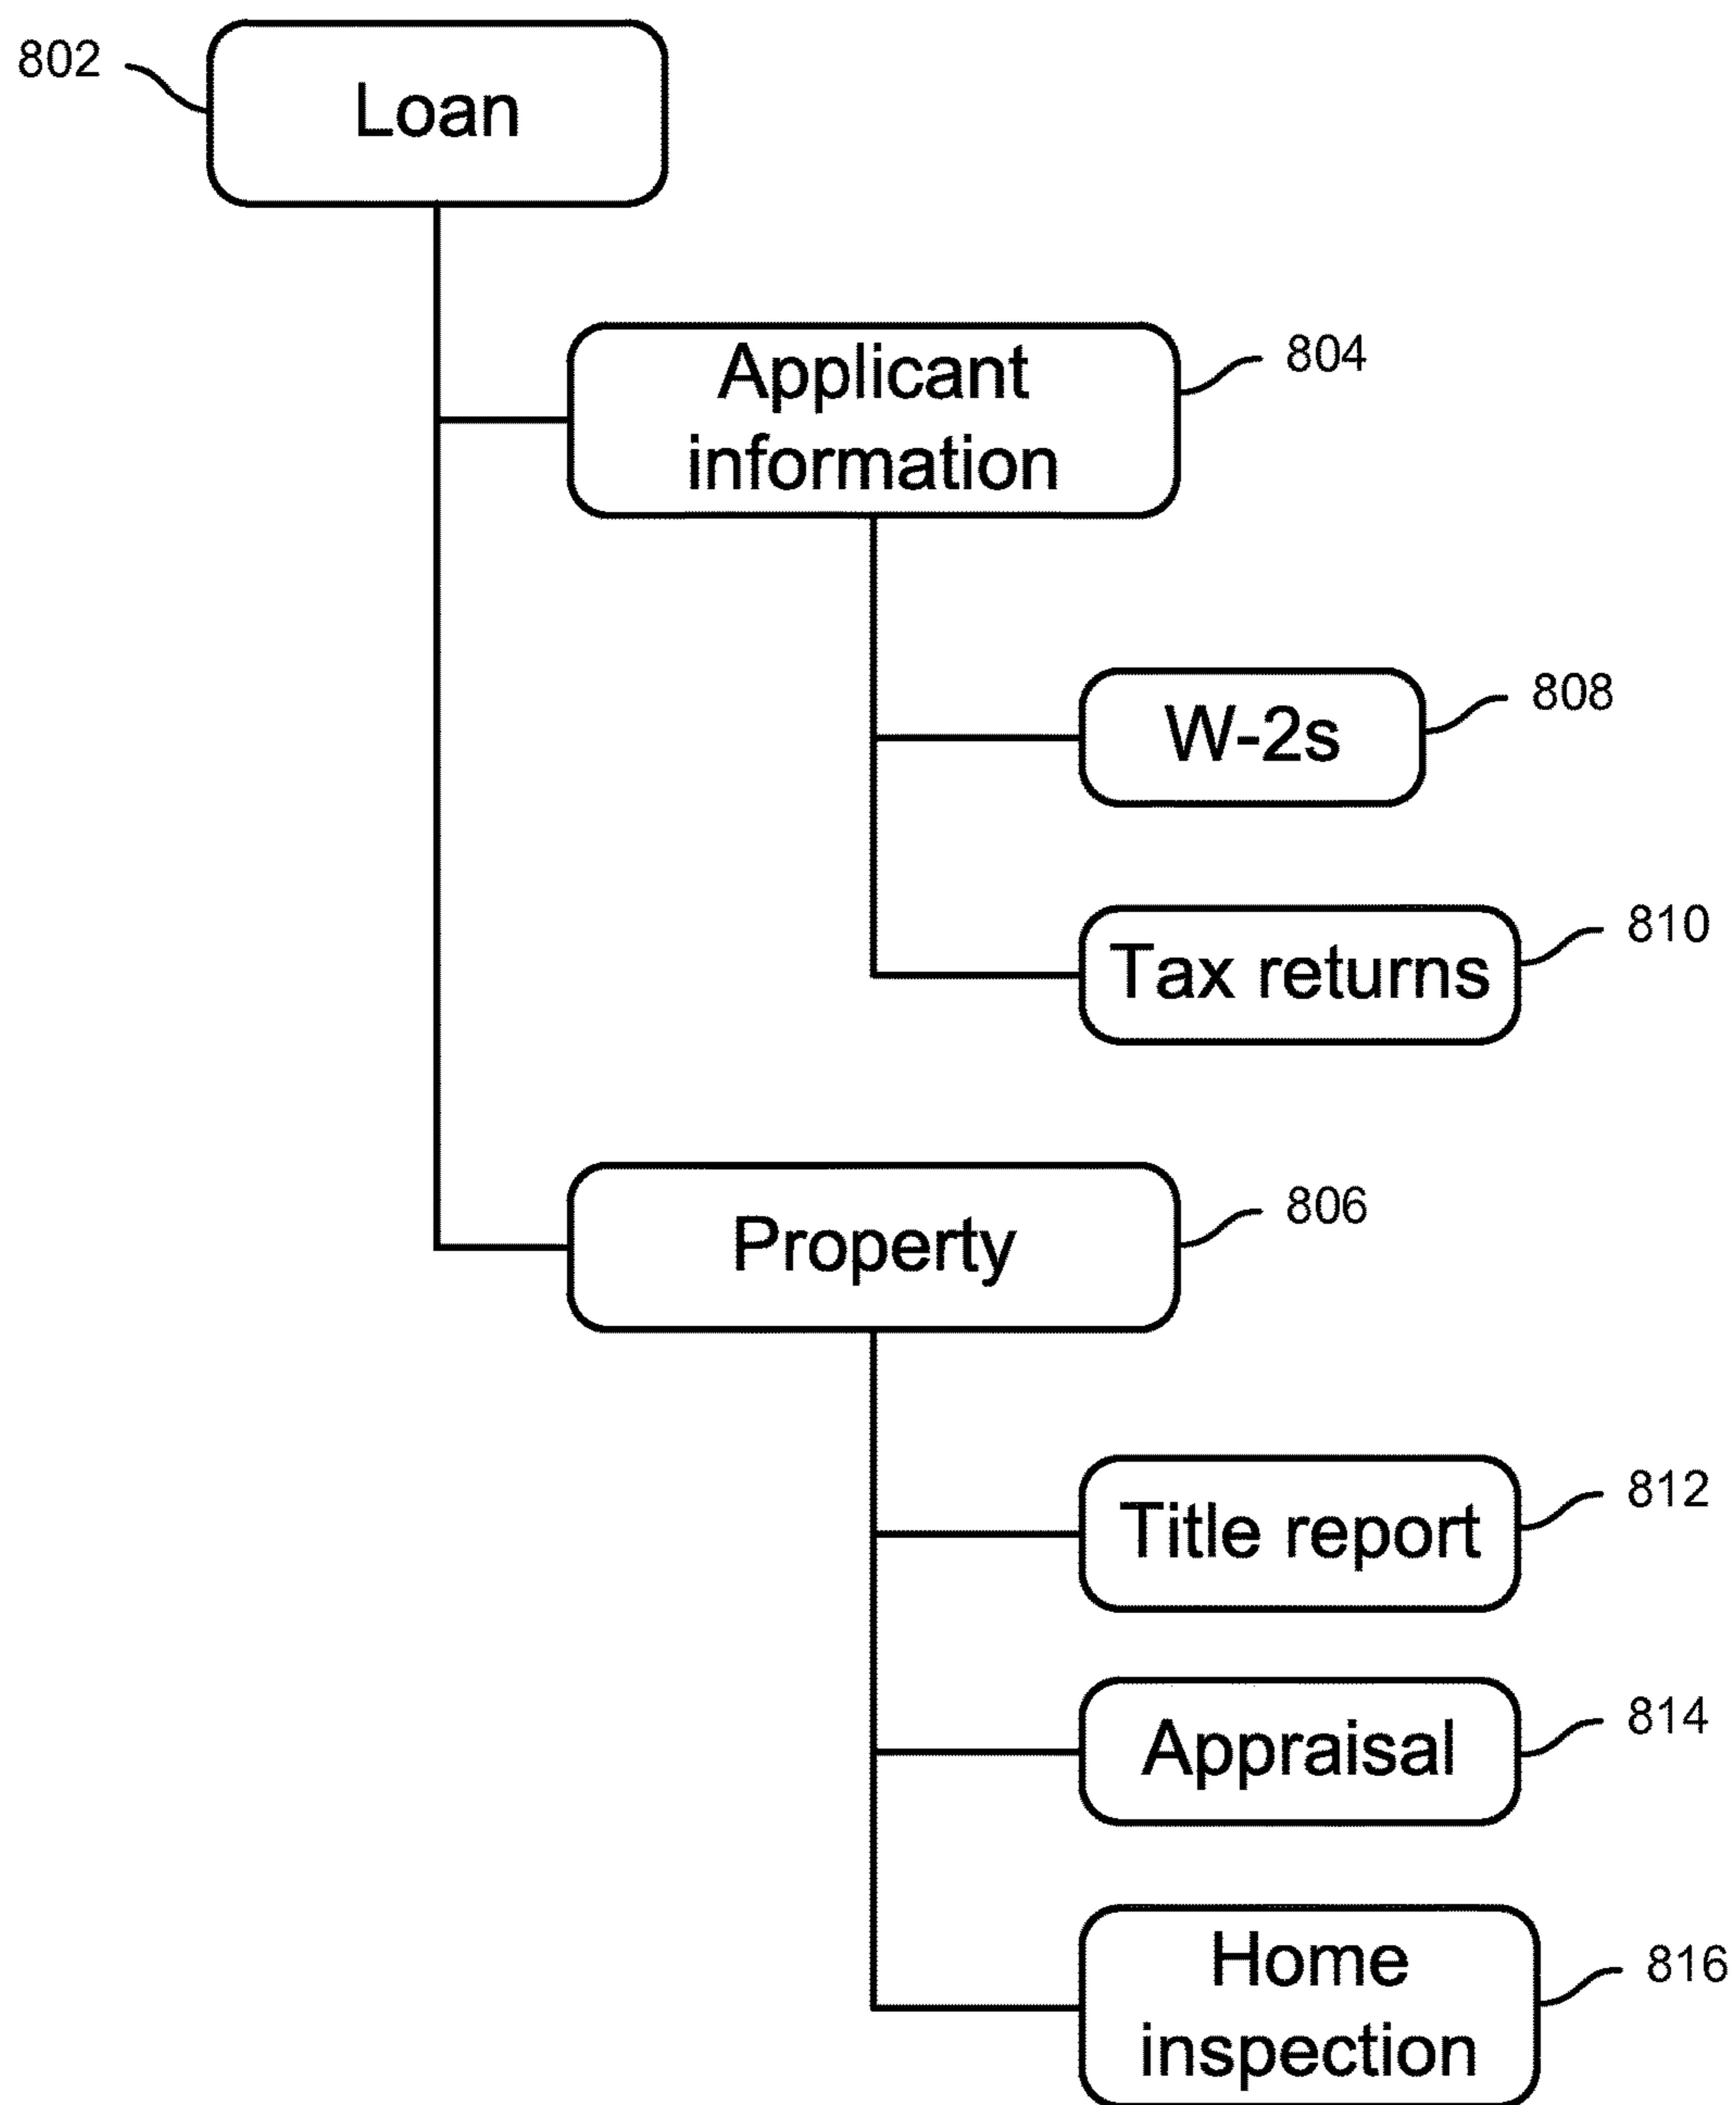 802
Loan
Applicant
information
804
W-2s
808
Tax returns
810
Property
806
Title report
812
Appraisal
814
Home
inspection
816